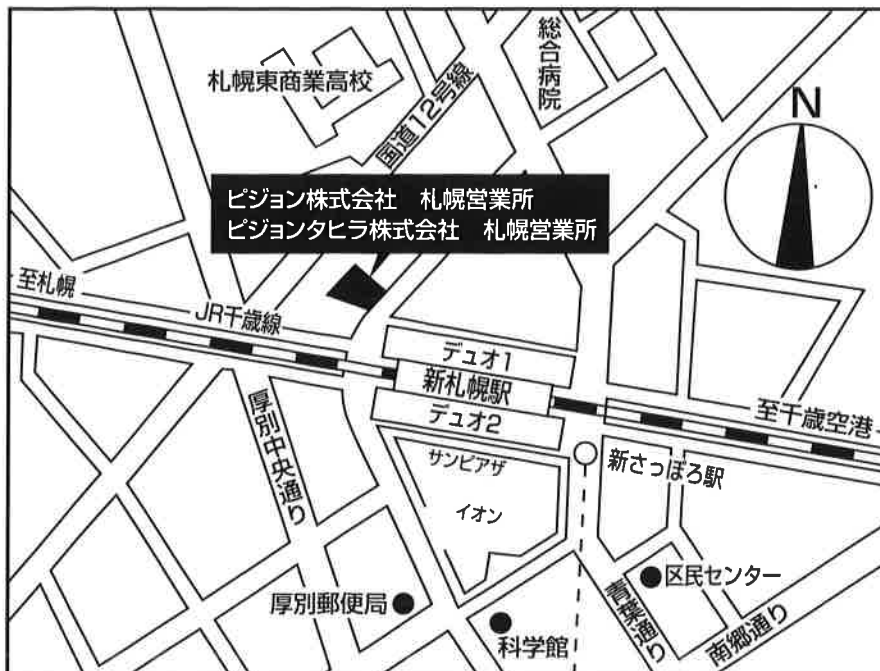 総合病院
札幌東商業高校
国道12号線
N
ピジョン株式会社　札幌営業所
ピジョンタヒラ株式会社　札幌営業所
至札幌
JR千歳線
デュオ1
新札幌駅
デュオ2
至千歳空港
厚別中央通り
サンピアザ
新さっぽろ駅
イオン
区民センター
厚別郵便局
青葉通り
科学館
南郷通り